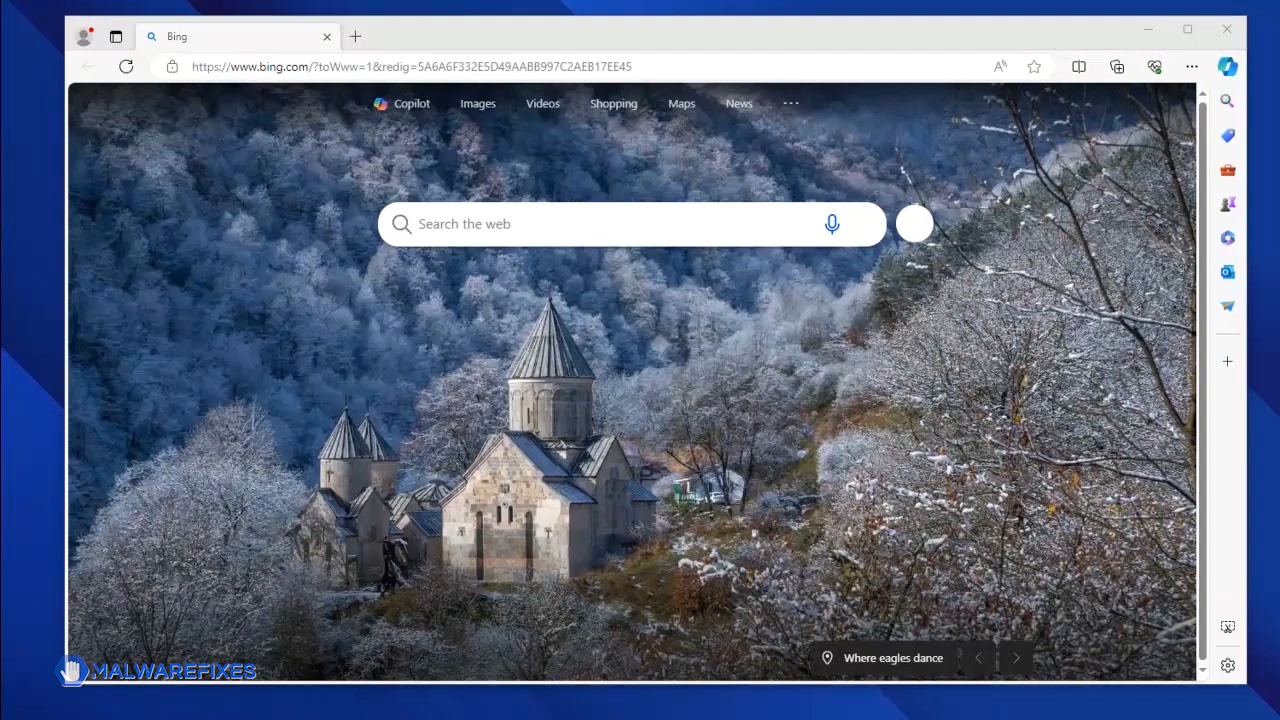 Bing
https://www.bing.com/?toWww=1&redig=5A6A6F332E5D49AABB997C2AEB17EE45
Copilot Images Videos Shopping Maps News
Search the web
Where eagles dance
MALWAREFIXES